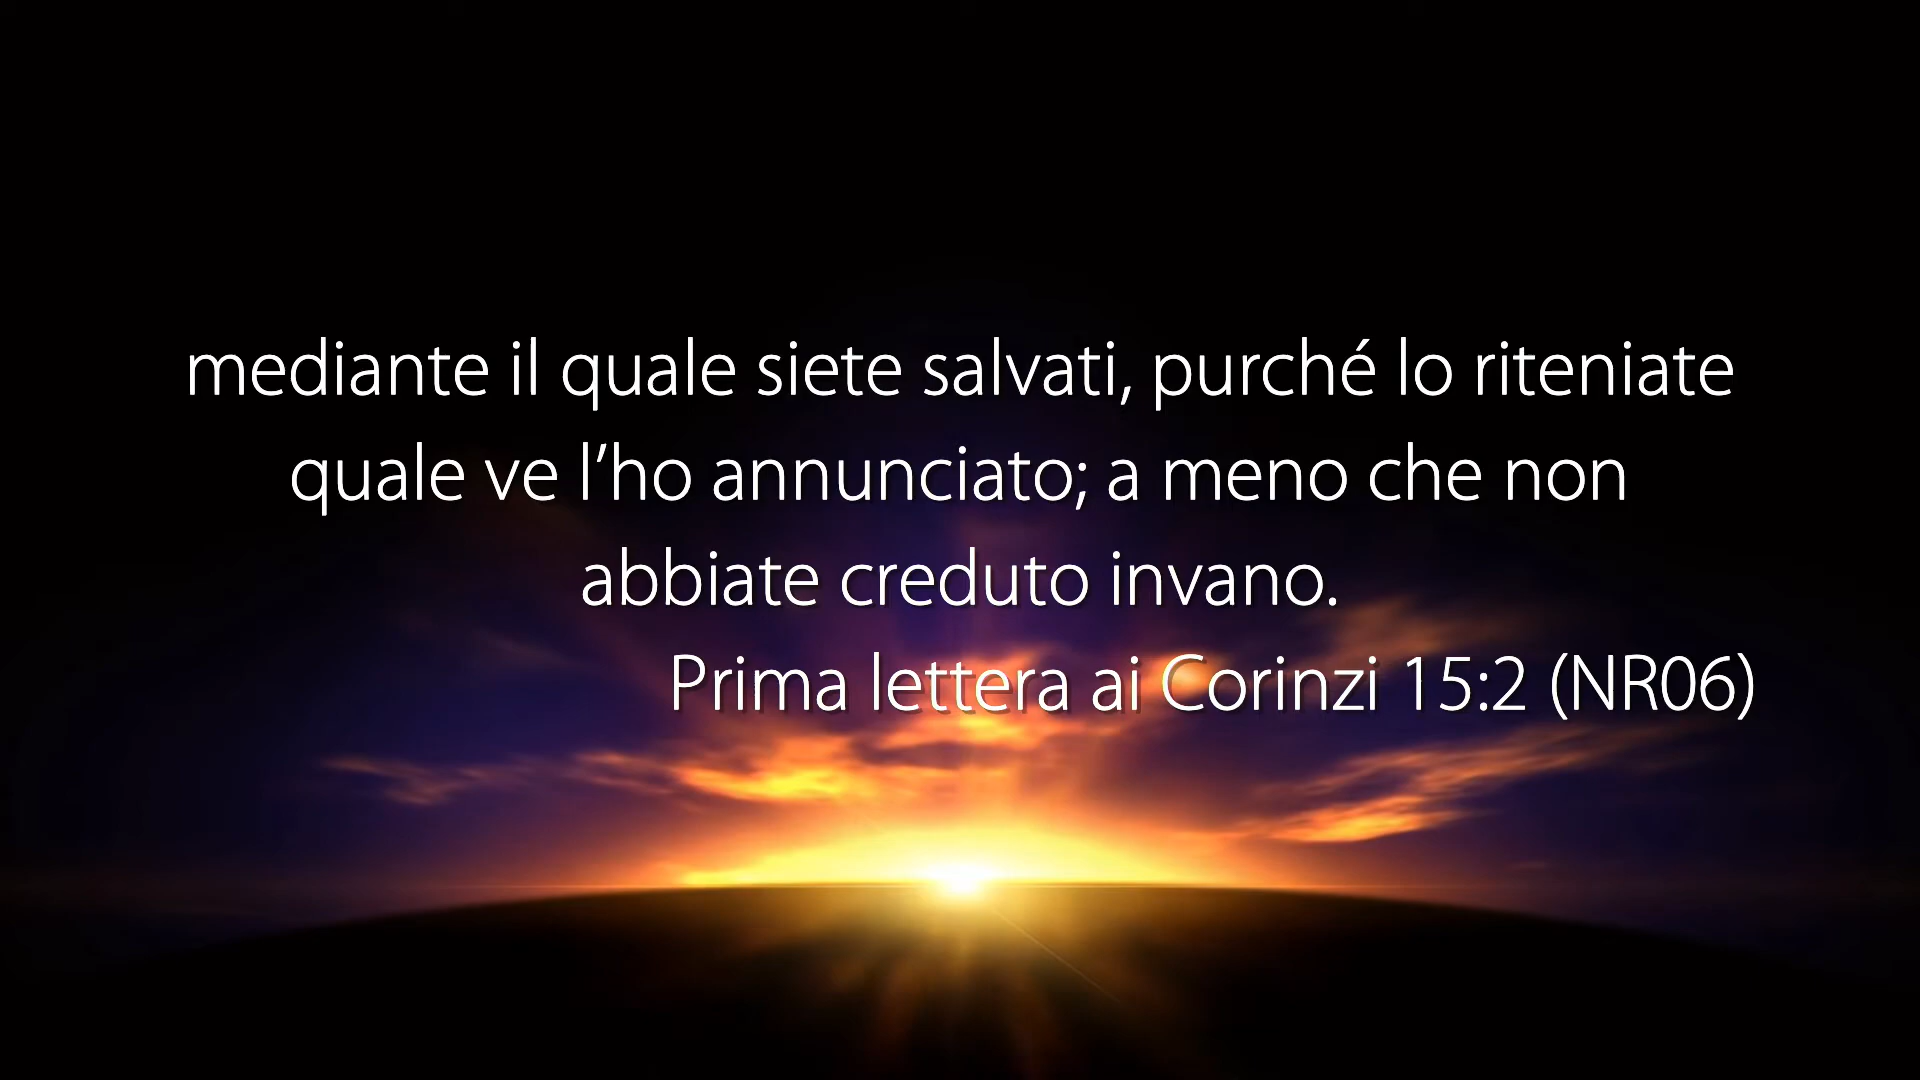 mediante il quale siete salvati, purché lo riteniate
quale ve l’ho annunciato; a meno che non
abbiate creduto invano.
Prima lettera ai Corinzi 15:2 (NR06)